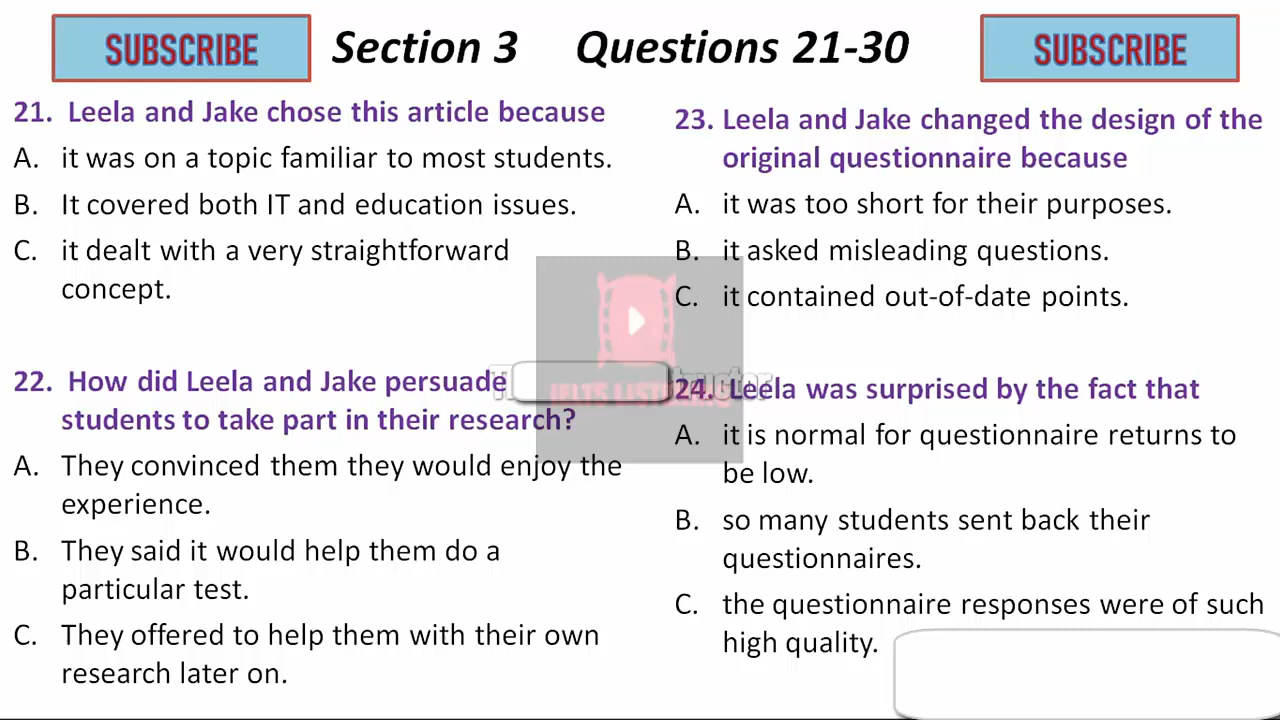 SUBSCRIBE Section 3 Questions 21-30 SUBSCRIBE
21. Leela and Jake chose this article because
A. it was on a topic familiar to most students.
B. It covered both IT and education issues.
C. it dealt with a very straightforward
concept.
22. How did Leela and Jake persuade
students to take part in their research?
A. They convinced them they would enjoy the
experience.
B. They said it would help them do a
particular test.
C. They offered to help them with their own
research later on.
23. Leela and Jake changed the design of the
original questionnaire because
A. it was too short for their purposes.
B. it asked misleading questions.
C. it contained out-of-date points.
24. Leela was surprised by the fact that
A. it is normal for questionnaire returns to
be low.
B. so many students sent back their
questionnaires.
C. the questionnaire responses were of such
high quality.